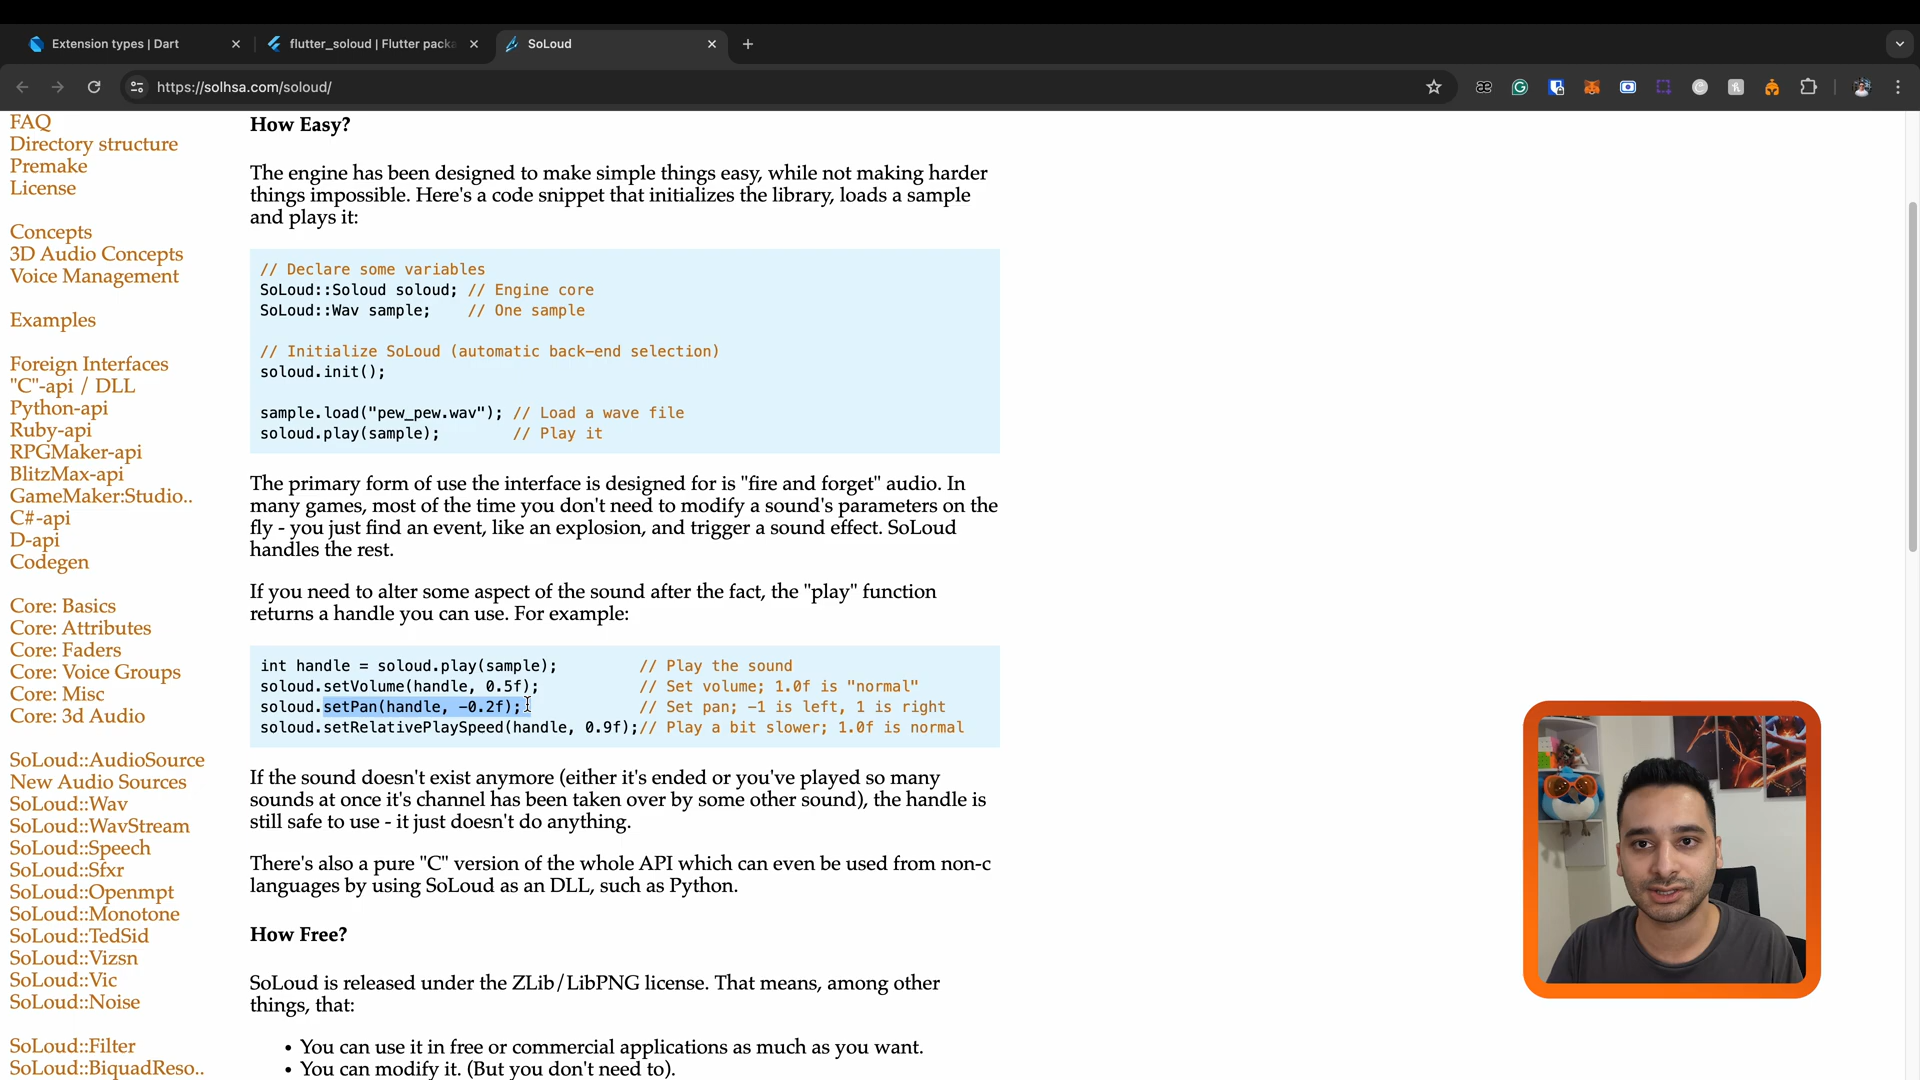 Extension types | Dart
flutter_soloud | Flutter packa
SoLoud
https://solhsa.com/soloud/
FAQ
Directory structure
Premake
License
Concepts
3D Audio Concepts
Voice Management
Examples
Foreign Interfaces
"C"-api / DLL
Python-api
Ruby-api
RPGMaker-api
BlitzMax-api
GameMaker:Studio..
C#-api
D-api
Codegen
Core: Basics
Core: Attributes
Core: Faders
Core: Voice Groups
Core: Misc
Core: 3d Audio
SoLoud::AudioSource
New Audio Sources
SoLoud::Wav
SoLoud::WavStream
SoLoud::Speech
SoLoud::Sfxr
SoLoud::Openmpt
SoLoud::Monotone
SoLoud::TedSid
SoLoud::Vizsn
SoLoud::Vic
SoLoud::Noise
SoLoud::Filter
SoLoud::BiquadReso..
How Easy?
The engine has been designed to make simple things easy, while not making harder
things impossible. Here's a code snippet that initializes the library, loads a sample
and plays it:
// Declare some variables
SoLoud::Soloud soloud; // Engine core
SoLoud::Wav sample;    // One sample
// Initialize SoLoud (automatic back-end selection)
soloud.init();
sample.load("pew_pew.wav"); // Load a wave file
soloud.play(sample);        // Play it
The primary form of use the interface is designed for is "fire and forget" audio. In
many games, most of the time you don't need to modify a sound's parameters on the
fly - you just find an event, like an explosion, and trigger a sound effect. SoLoud
handles the rest.
If you need to alter some aspect of the sound after the fact, the "play" function
returns a handle you can use. For example:
int handle = soloud.play(sample);         // Play the sound
soloud.setVolume(handle, 0.5f);           // Set volume; 1.0f is "normal"
soloud.setPan(handle, -0.2f);             // Set pan; -1 is left, 1 is right
soloud.setRelativePlaySpeed(handle, 0.9f);// Play a bit slower; 1.0f is normal
If the sound doesn't exist anymore (either it's ended or you've played so many
sounds at once it's channel has been taken over by some other sound), the handle is
still safe to use - it just doesn't do anything.
There's also a pure "C" version of the whole API which can even be used from non-c
languages by using SoLoud as an DLL, such as Python.
How Free?
SoLoud is released under the ZLib/LibPNG license. That means, among other
things, that:
• You can use it in free or commercial applications as much as you want.
• You can modify it. (But you don't need to).